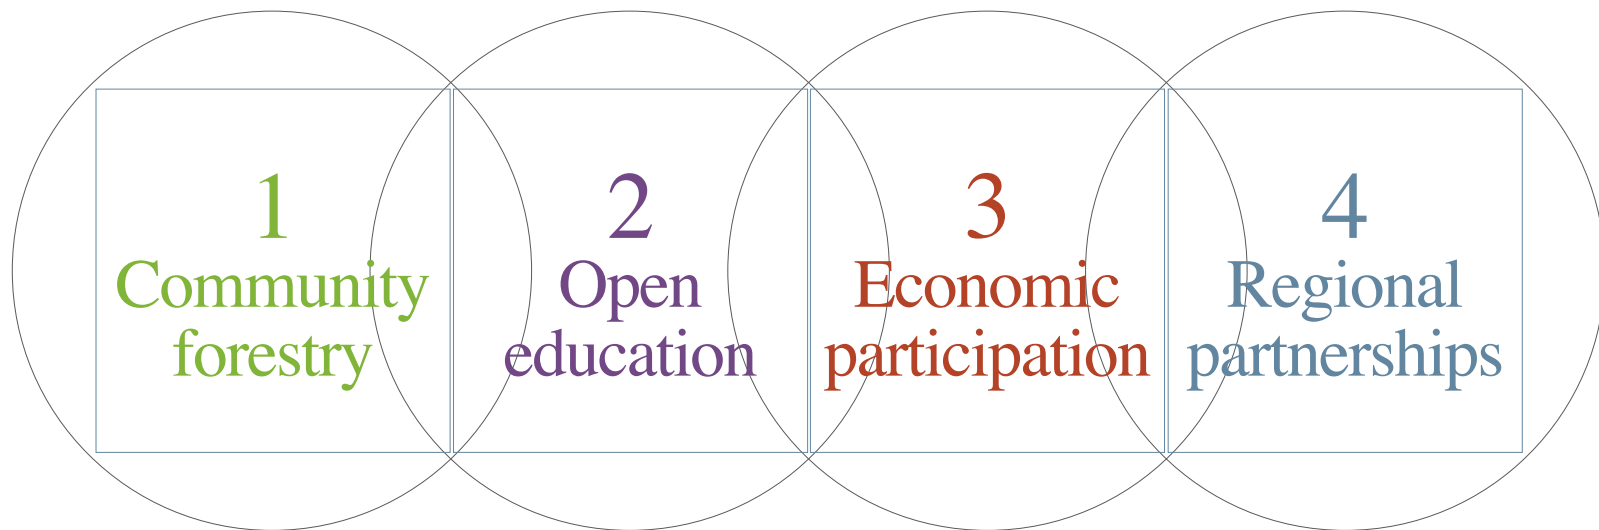 1
Community
forestry
2
Open
education
3
Economic
participation
4
Regional
partnerships